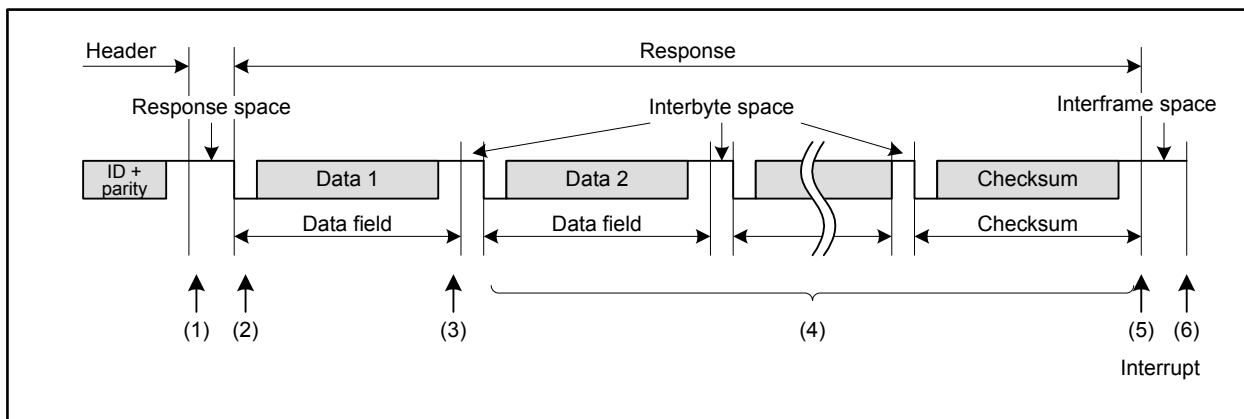 Header
Response
Response space
Interbyte space
Interframe space
ID +
parity
Data 1
Data 2
Checksum
Data field
Data field
Checksum
(1)
(2)
(3)
(4)
(5)
(6)
Interrupt